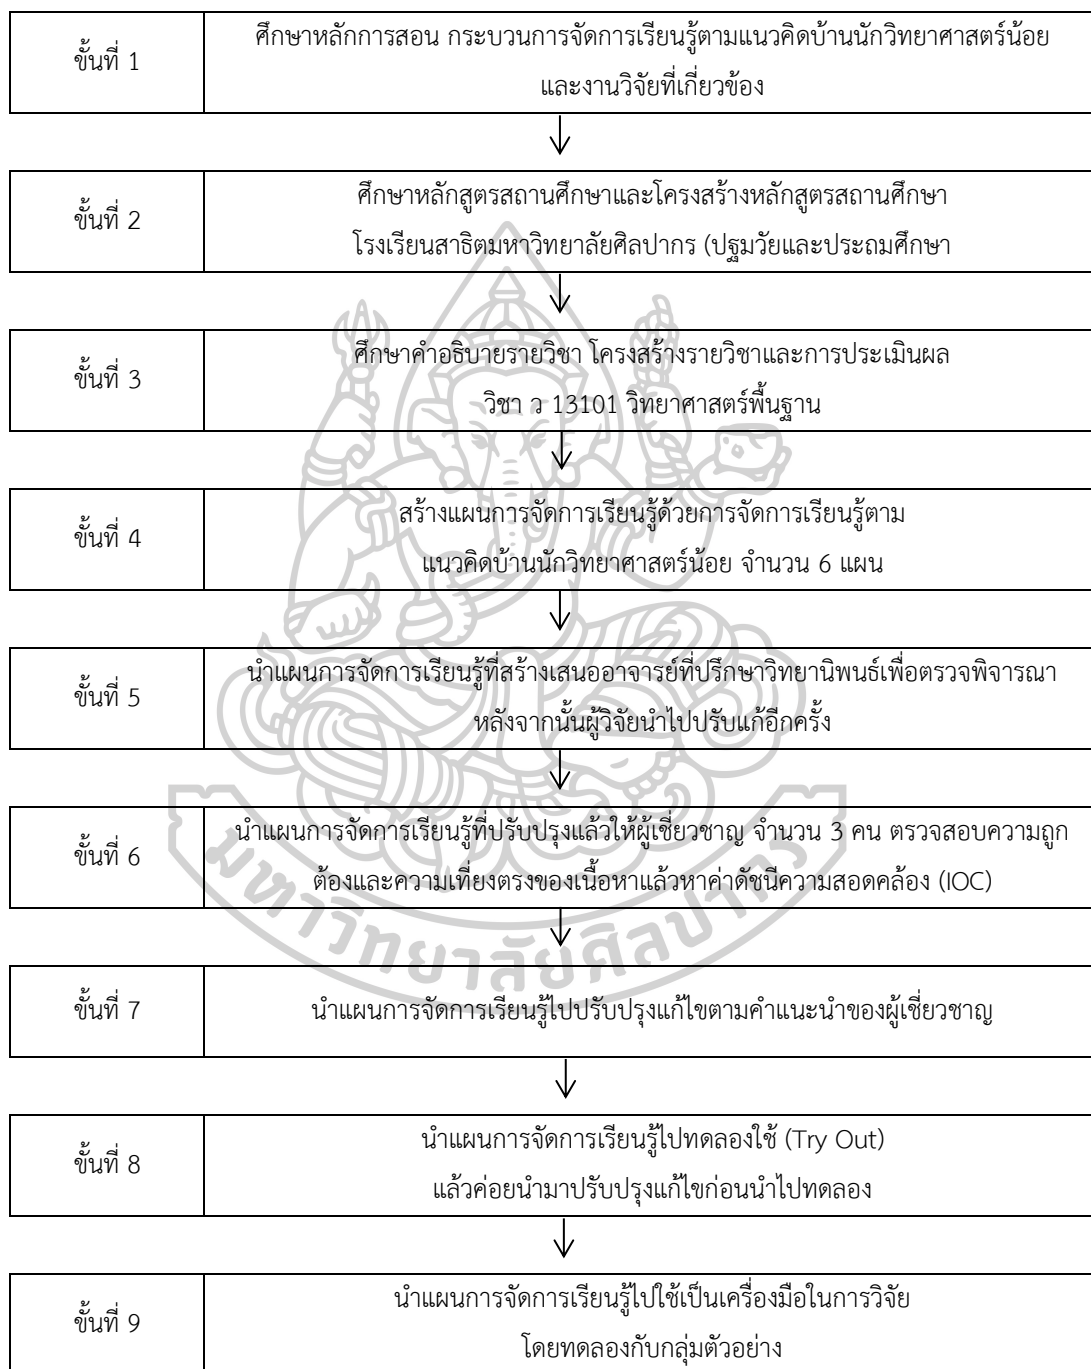 ขั้นที่ 1
ศึกษาหลักการสอน กระบวนการจัดการเรียนรู้ตามแนวคิดบ้านนักวิทยาศาสตร์น้อย
และงานวิจัยที่เกี่ยวข้อง
ขั้นที่ 2
ศึกษาหลักสูตรสถานศึกษาและโครงสร้างหลักสูตรสถานศึกษา
โรงเรียนสาธิตมหาวิทยาลัยศิลปากร (ปฐมวัยและประถมศึกษา
ขั้นที่ 3
ศึกษาคำอธิบายรายวิชา โครงสร้างรายวิชาและการประเมินผล
วิชา ว 13101 วิทยาศาสตร์พื้นฐาน
ขั้นที่ 4
สร้างแผนการจัดการเรียนรู้ด้วยการจัดการเรียนรู้ตาม
แนวคิดบ้านนักวิทยาศาสตร์น้อย จำนวน 6 แผน
ขั้นที่ 5
นำแผนการจัดการเรียนรู้ที่สร้างเสนออาจารย์ที่ปรึกษาวิทยานิพนธ์เพื่อตรวจพิจารณา
หลังจากนั้นผู้วิจัยนำไปปรับแก้อีกครั้ง
ขั้นที่ 6
นำแผนการจัดการเรียนรู้ที่ปรับปรุงแล้วให้ผู้เชี่ยวชาญ จำนวน 3 คน ตรวจสอบความถูก
ต้องและความเที่ยงตรงของเนื้อหาแล้วหาค่าดัชนีความสอดคล้อง (IOC)
มหาวิทยาลัยศิลปากร
ขั้นที่ 7
นำแผนการจัดการเรียนรู้ไปปรับปรุงแก้ไขตามคำแนะนำของผู้เชี่ยวชาญ
ขั้นที่ 8
นำแผนการจัดการเรียนรู้ไปทดลองใช้ (Try Out)
แล้วค่อยนำมาปรับปรุงแก้ไขก่อนนำไปทดลอง
ขั้นที่ 9
นำแผนการจัดการเรียนรู้ไปใช้เป็นเครื่องมือในการวิจัย
โดยทดลองกับกลุ่มตัวอย่าง